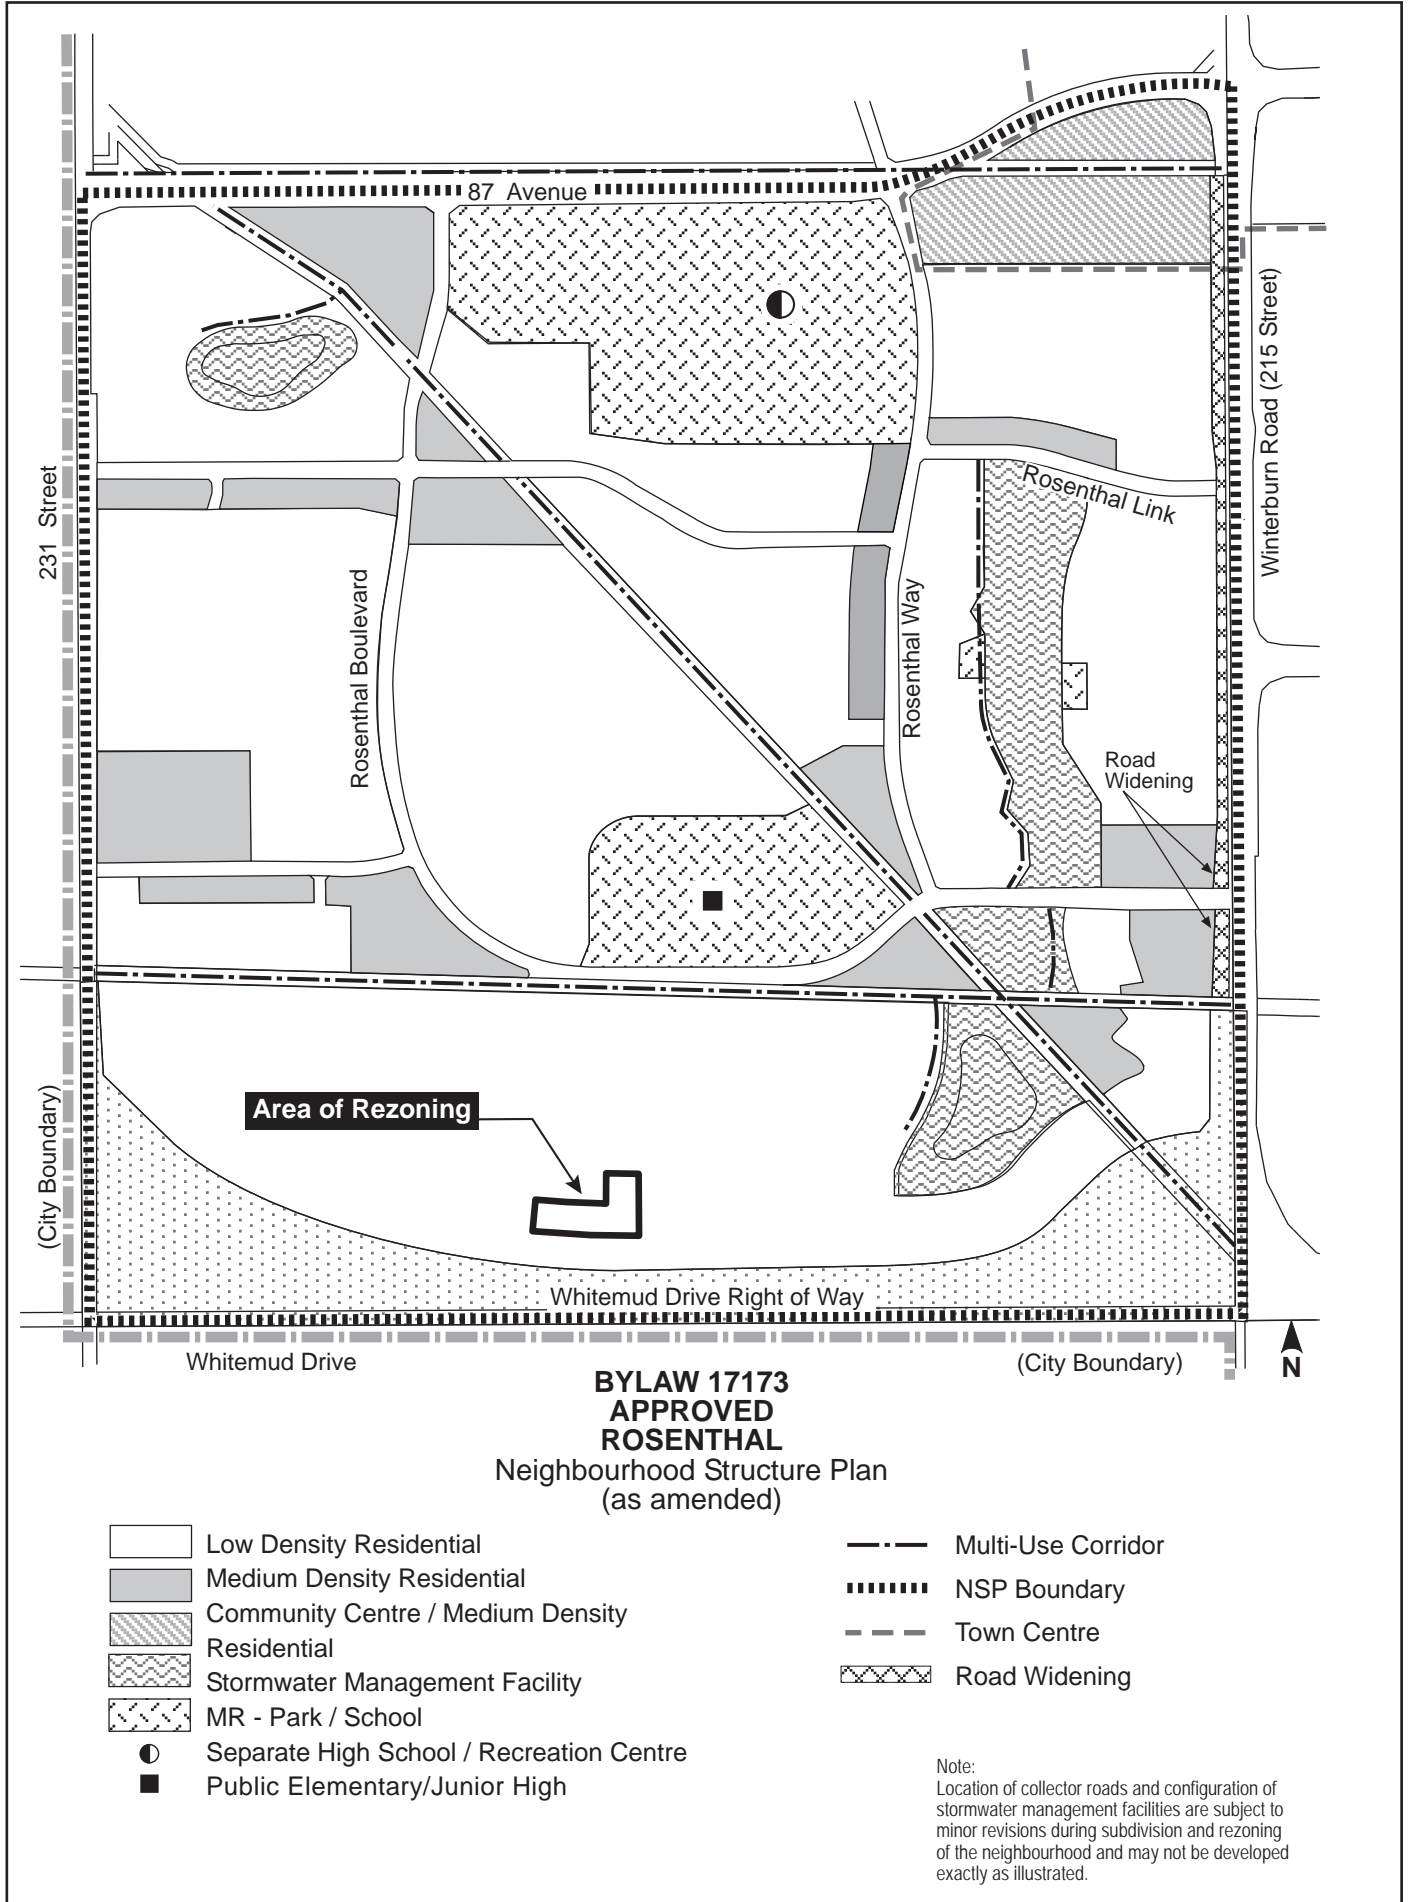 87 Avenue
Winterburn Road (215 Street)
231 Street
Rosenthal Link
Rosenthal Boulevard
Rosenthal Way
Road
Widening
Area of Rezoning
(City Boundary)
Whitemud Drive Right of Way
Whitemud Drive
(City Boundary)
N
BYLAW 17173
APPROVED
ROSENTHAL
Neighbourhood Structure Plan
(as amended)
Low Density Residential
Medium Density Residential
Community Centre / Medium Density
Residential
Stormwater Management Facility
MR - Park / School
Separate High School / Recreation Centre
Public Elementary/Junior High
Multi-Use Corridor
NSP Boundary
Town Centre
Road Widening
Note:
Location of collector roads and configuration of
stormwater management facilities are subject to
minor revisions during subdivision and rezoning
of the neighbourhood and may not be developed
exactly as illustrated.